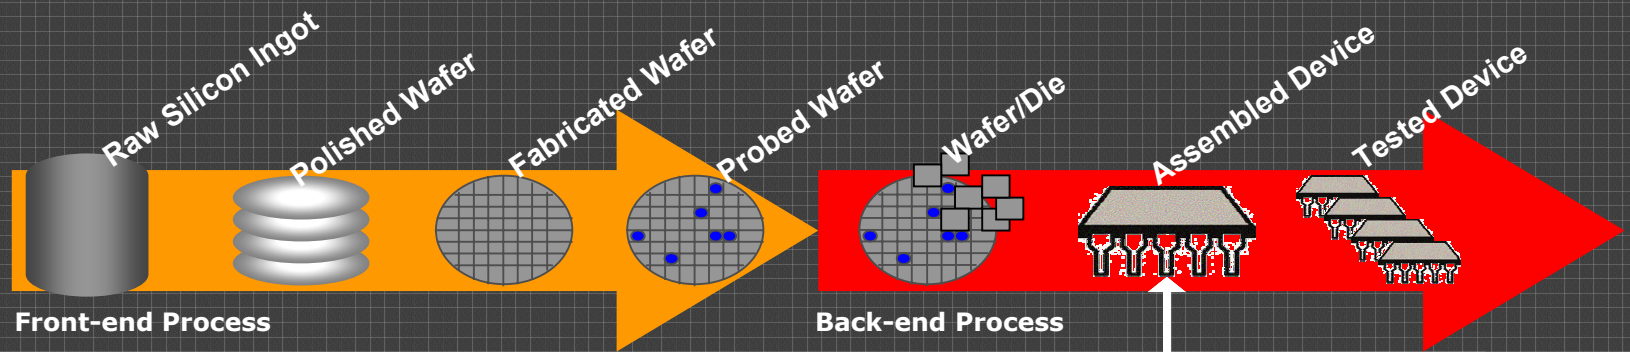 Raw Silicon Ingot
Polished Wafer
Fabricated Wafer
Probed Wafer
Wafer/Die
Assembled Device
Tested Device
Front-end Process
Back-end Process